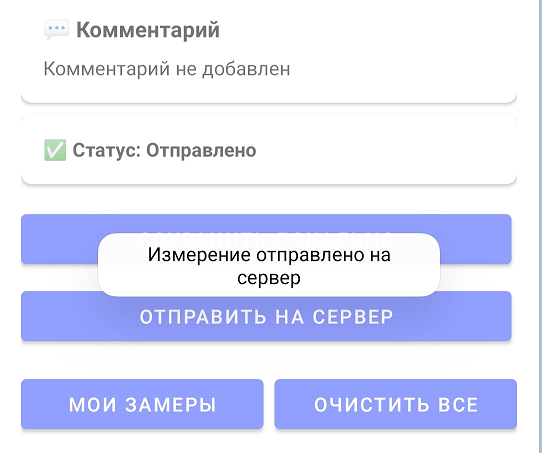 💬 Комментарий
Комментарий не добавлен
✅ Статус: Отправлено
Измерение отправлено на
сервер
ОТПРАВИТЬ НА СЕРВЕР
МОИ ЗАМЕРЫ
ОЧИСТИТЬ ВСЕ